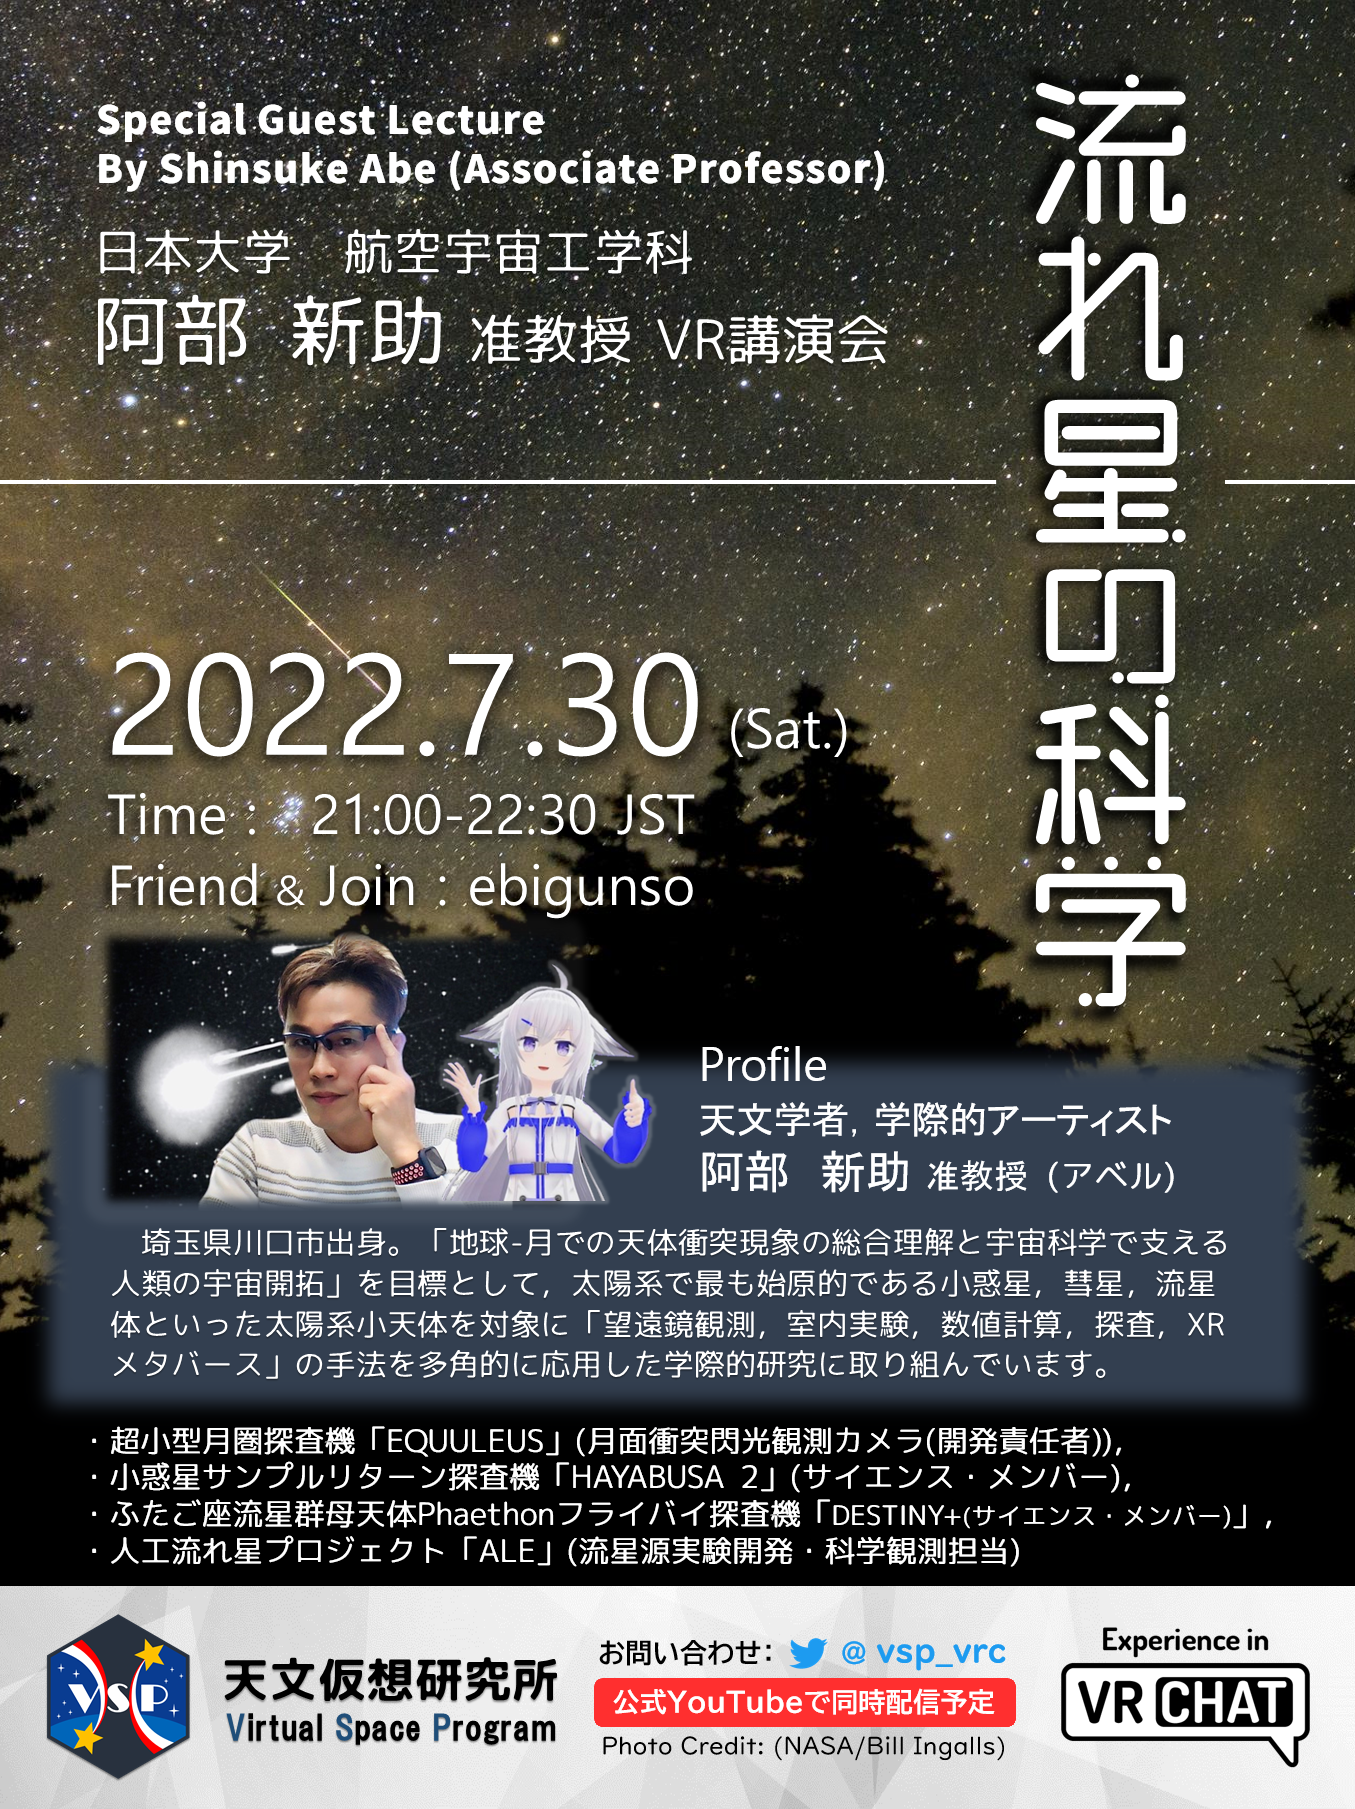 Special Guest Lecture
By Shinsuke Abe (Associate Professor)
日本大学　航空宇宙工学科
阿部 新助 准教授 VR講演会
流れ星の科学
2022.7.30 (Sat.)
Time : 21:00-22:30 JST
Friend & Join : ebigunso
Profile
天文学者, 学際的アーティスト
阿部 新助 准教授 (アベル)
埼玉県川口市出身。「地球-月での天体衝突現象の総合理解と宇宙科学で支える
人類の宇宙開拓」を目標として, 太陽系で最も始原的である小惑星, 彗星, 流星
体といった太陽系小天体を対象に「望遠鏡観測, 室内実験, 数値計算, 探査, XR
メタバース」の手法を多角的に応用した学際的研究に取り組んでいます。
・超小型月圏探査機「EQUULEUS」(月面衝突閃光観測カメラ(開発責任者)),
・小惑星サンプルリターン探査機「HAYABUSA 2」(サイエンス・メンバー),
・ふたご座流星群母天体Phaethonフライバイ探査機「DESTINY+(サイエンス・メンバー)」,
・人工流れ星プロジェクト「ALE」(流星源実験開発・科学観測担当)
VSP
天文仮想研究所
Virtual Space Program
お問い合わせ: @ vsp_vrc
公式YouTubeで同時配信予定
Photo Credit: (NASA/Bill Ingalls)
Experience in
VRCHAT